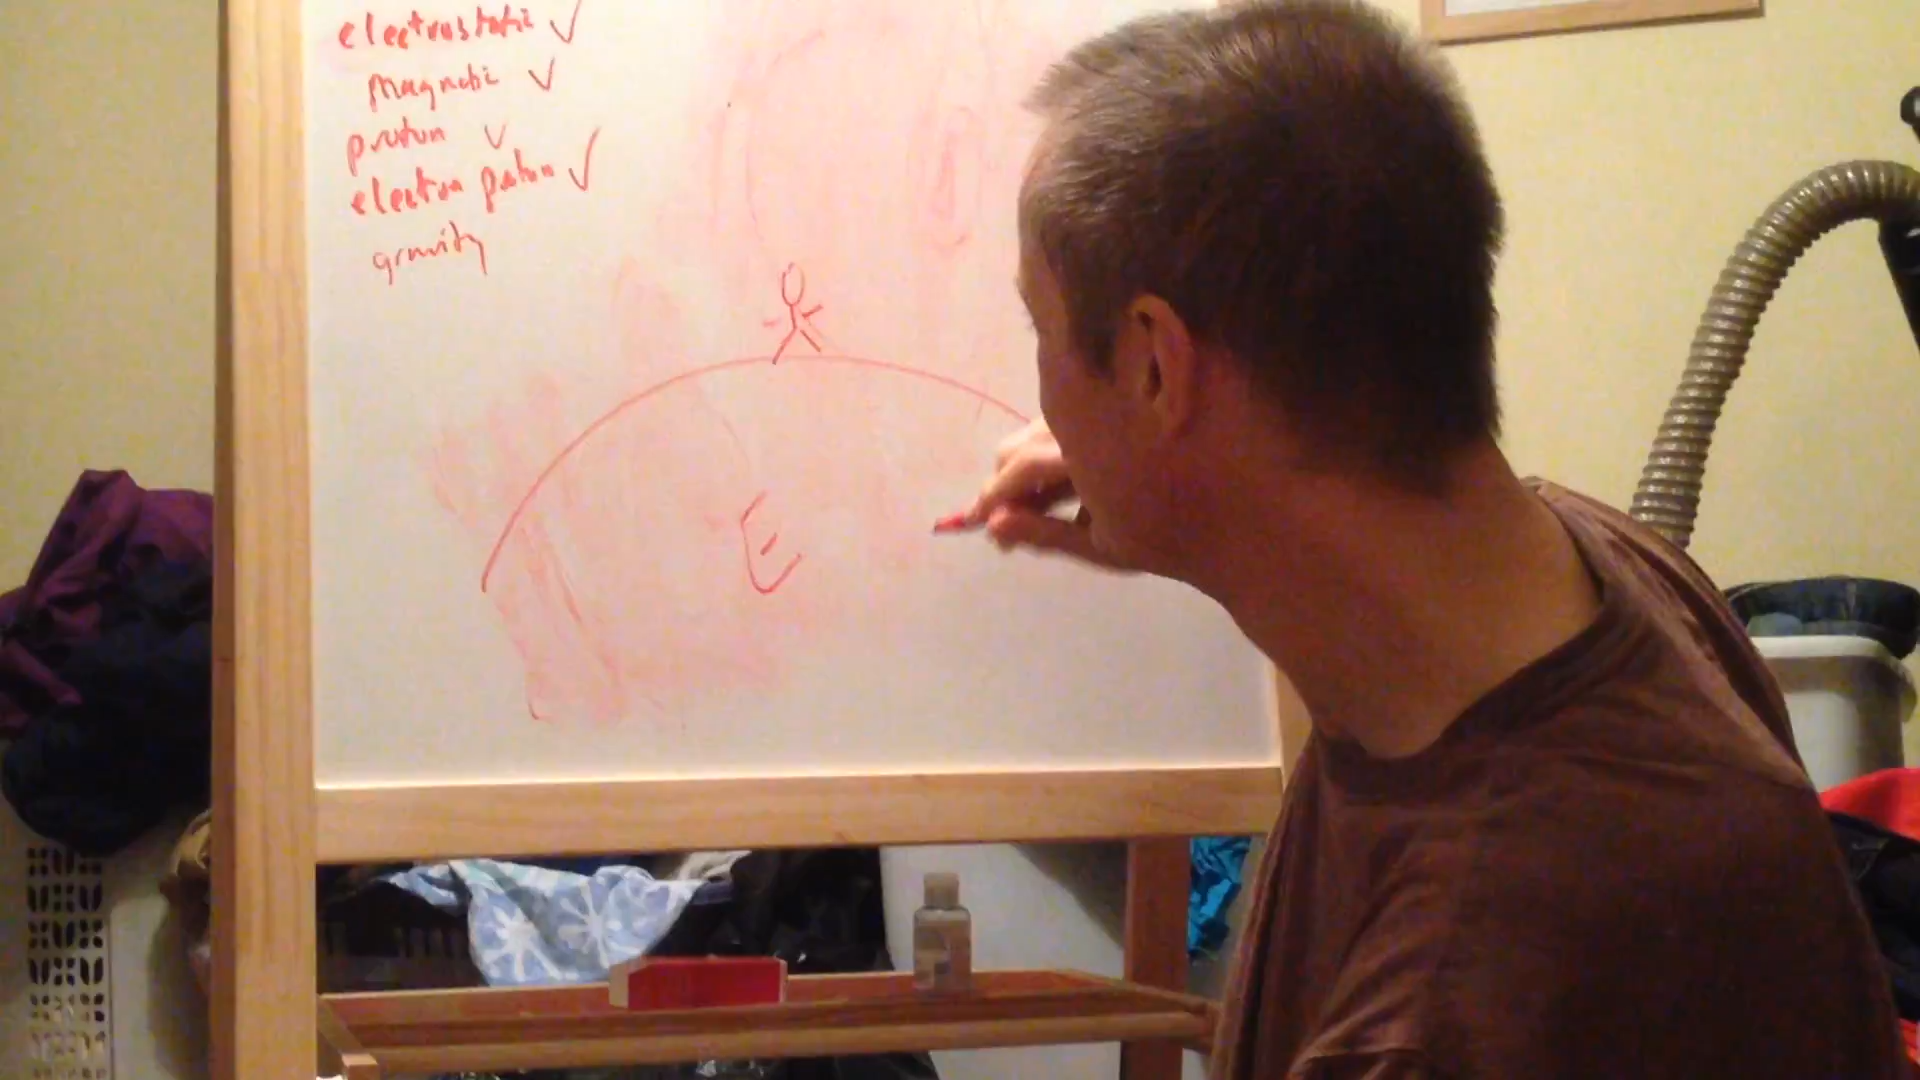 electrostatic ✓
magnetic ✓
proton ✓
electron proton ✓
gravity
E